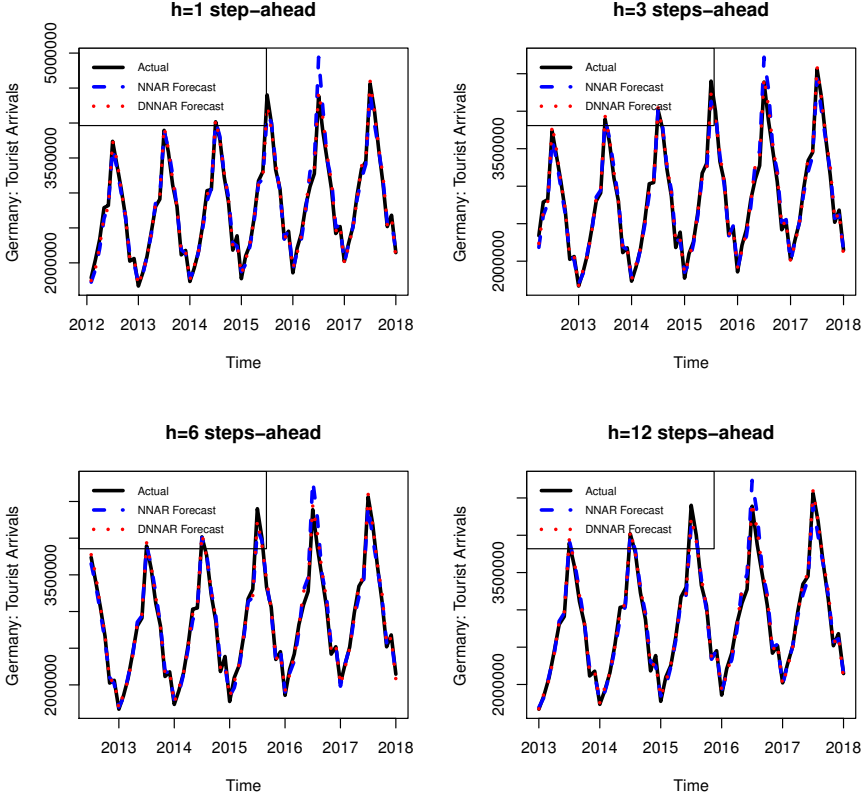 h=1 step−ahead
Germany: Tourist Arrivals
5000000
3500000
2000000
Actual
NNAR Forecast
DNNAR Forecast
2012 2013 2014 2015 2016 2017 2018
Time
h=3 steps−ahead
Germany: Tourist Arrivals
3500000
2000000
Actual
NNAR Forecast
DNNAR Forecast
2013 2014 2015 2016 2017 2018
Time
h=6 steps−ahead
Germany: Tourist Arrivals
3500000
2000000
Actual
NNAR Forecast
DNNAR Forecast
2013 2014 2015 2016 2017 2018
Time
h=12 steps−ahead
Germany: Tourist Arrivals
3500000
2000000
Actual
NNAR Forecast
DNNAR Forecast
2013 2014 2015 2016 2017 2018
Time